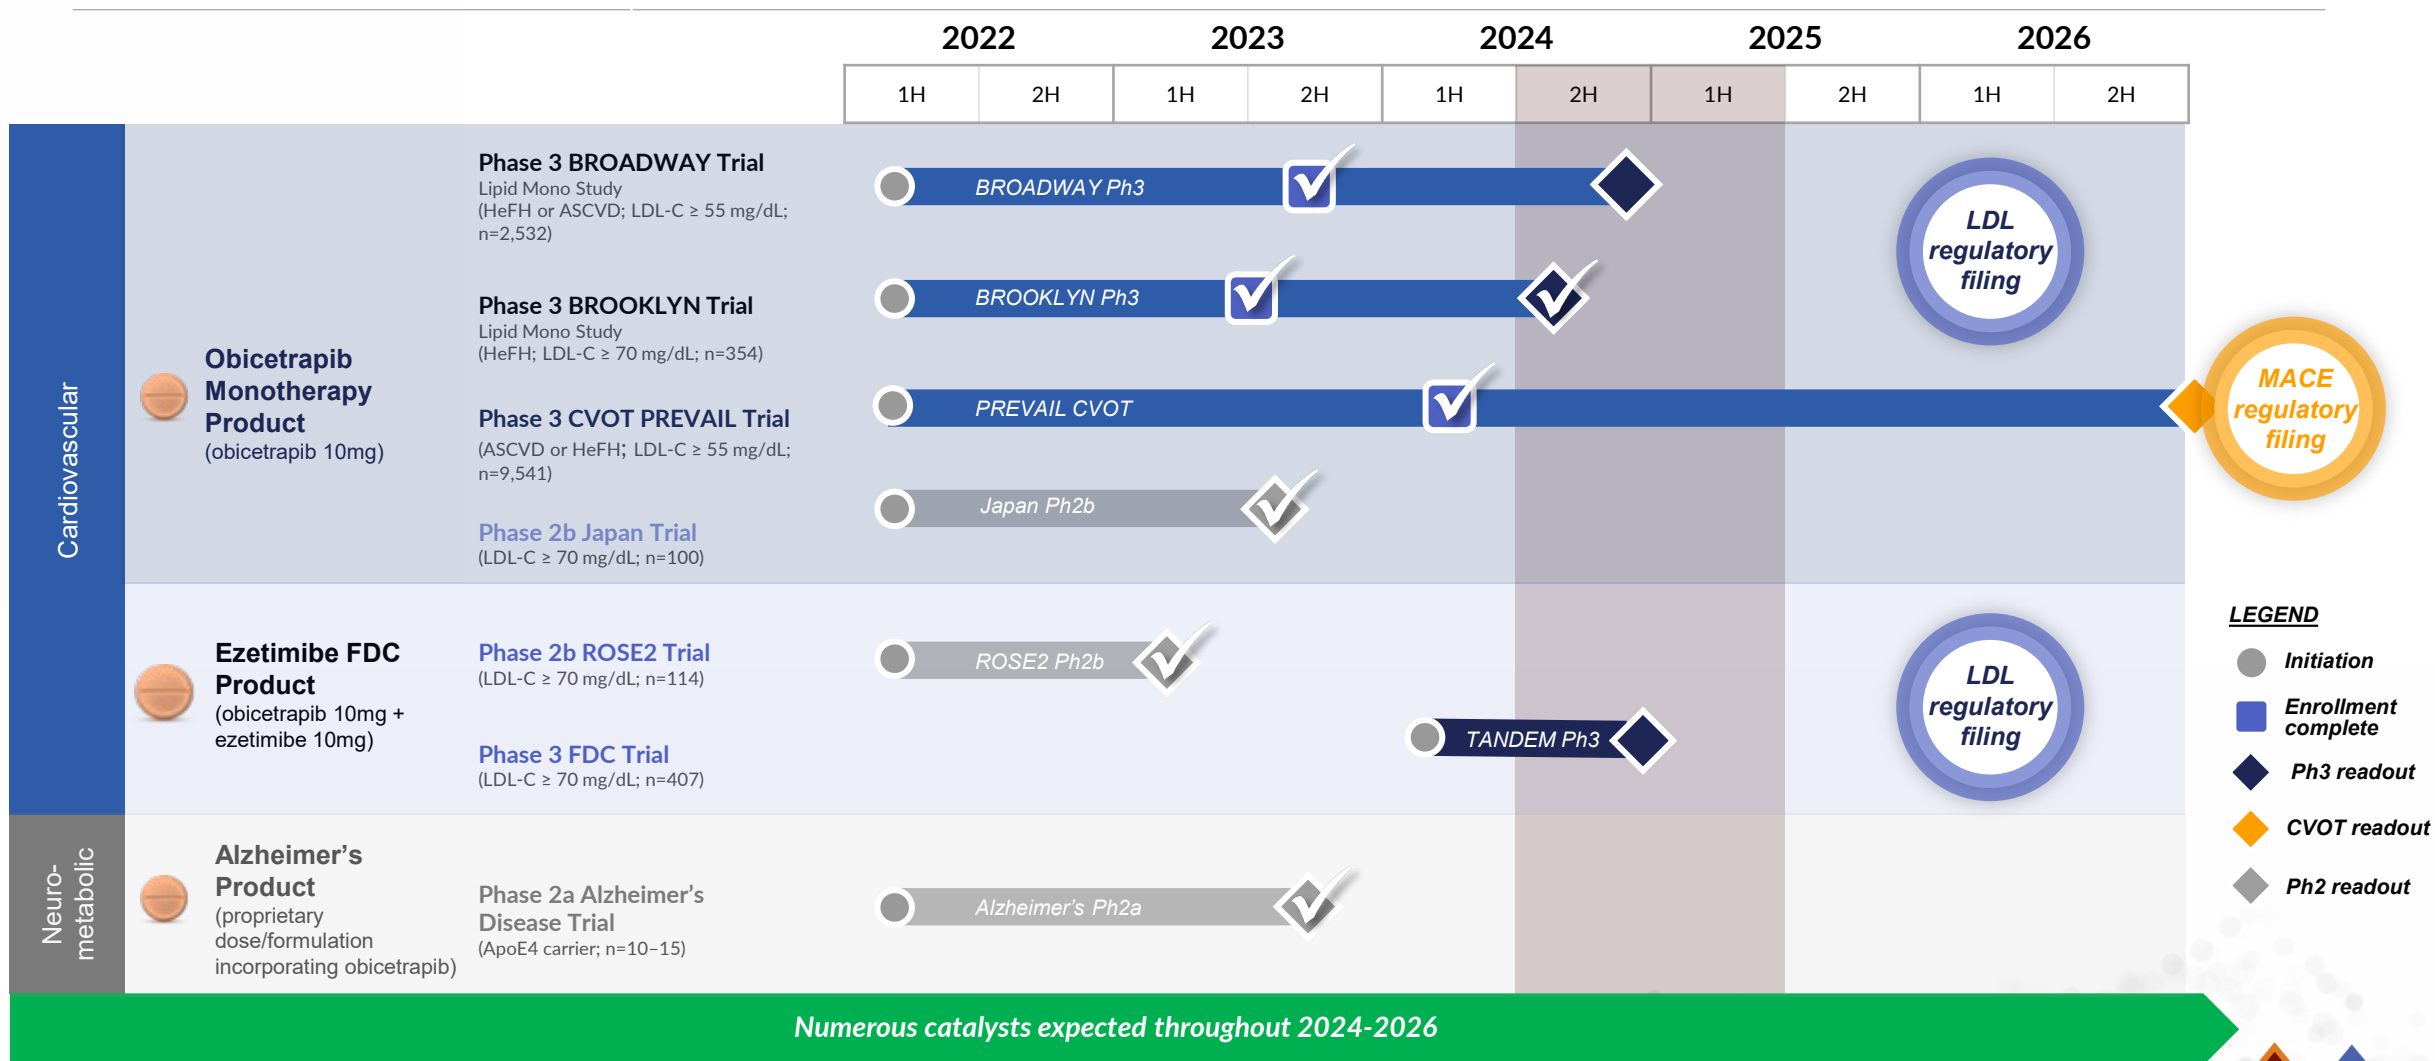 2022 2023 2024 2025 2026
1H 2H 1H 2H 1H 2H 1H 2H 1H 2H
Cardiovascular
Obicetrapib
Monotherapy
Product
(obicetrapib 10mg)
Phase 3 BROADWAY Trial
Lipid Mono Study
(HeFH or ASCVD; LDL-C ≥ 55 mg/dL;
n=2,532)
BROADWAY Ph3
Phase 3 BROOKLYN Trial
Lipid Mono Study
(HeFH; LDL-C ≥ 70 mg/dL; n=354)
BROOKLYN Ph3
Phase 3 CVOT PREVAIL Trial
(ASCVD or HeFH; LDL-C ≥ 55 mg/dL;
n=9,541)
PREVAIL CVOT
Phase 2b Japan Trial
(LDL-C ≥ 70 mg/dL; n=100)
Japan Ph2b
LDL
regulatory
filing
MACE
regulatory
filing
Ezetimibe FDC
Product
(obicetrapib 10mg +
ezetimibe 10mg)
Phase 2b ROSE2 Trial
(LDL-C ≥ 70 mg/dL; n=114)
ROSE2 Ph2b
Phase 3 FDC Trial
(LDL-C ≥ 70 mg/dL; n=407)
TANDEM Ph3
LDL
regulatory
filing
LEGEND
Initiation
Enrollment
complete
Ph3 readout
CVOT readout
Ph2 readout
Neuro-
metabolic
Alzheimer’s
Product
(proprietary
dose/formulation
incorporating obicetrapib)
Phase 2a Alzheimer’s
Disease Trial
(ApoE4 carrier; n=10–15)
Alzheimer’s Ph2a
Numerous catalysts expected throughout 2024-2026